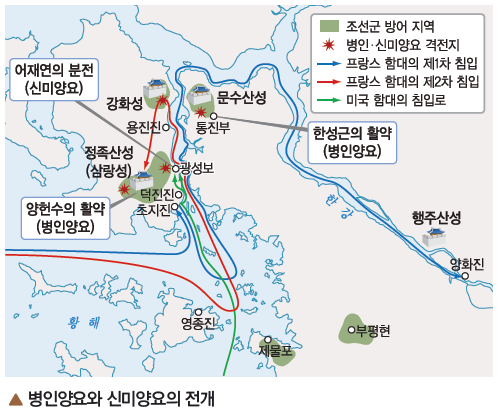 조선군 방어 지역
병인·신미양요 격전지
프랑스 함대의 제1차 침입
프랑스 함대의 제2차 침입
미국 함대의 침입로
어재연의 분전
(신미양요)
강화성
문수산성
용진진
통진부
한성근의 활약
(병인양요)
정족산성
(삼랑성)
광성보
덕진진
초지진
양헌수의 활약
(병인양요)
한강
행주산성
양화진
황해
영종진
제물포
부평현
▲ 병인양요와 신미양요의 전개